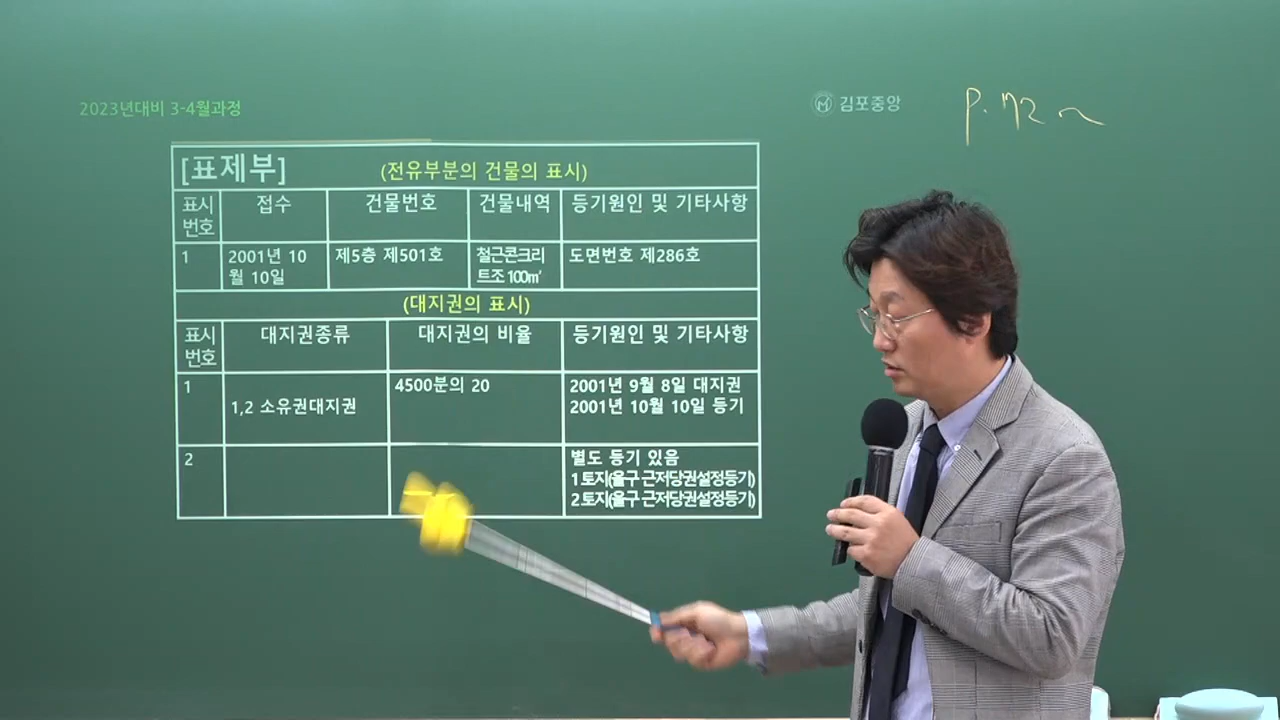 2023년대비 3-4월과정
김포중앙
p.72~
[표제부] (전유부분의 건물의 표시)
표시번호 접수 건물번호 건물내역 등기원인 및 기타사항
1 2001년 10월 10일 제5층 제501호 철근콘크리트조 100㎡ 도면번호 제286호
(대지권의 표시)
표시번호 대지권종류 대지권의 비율 등기원인 및 기타사항
1 1,2 소유권대지권 4500분의 20 2001년 9월 8일 대지권
2001년 10월 10일 등기
2 별도 등기 있음
1토지(을구 근저당권설정등기)
2토지(을구 근저당권설정등기)